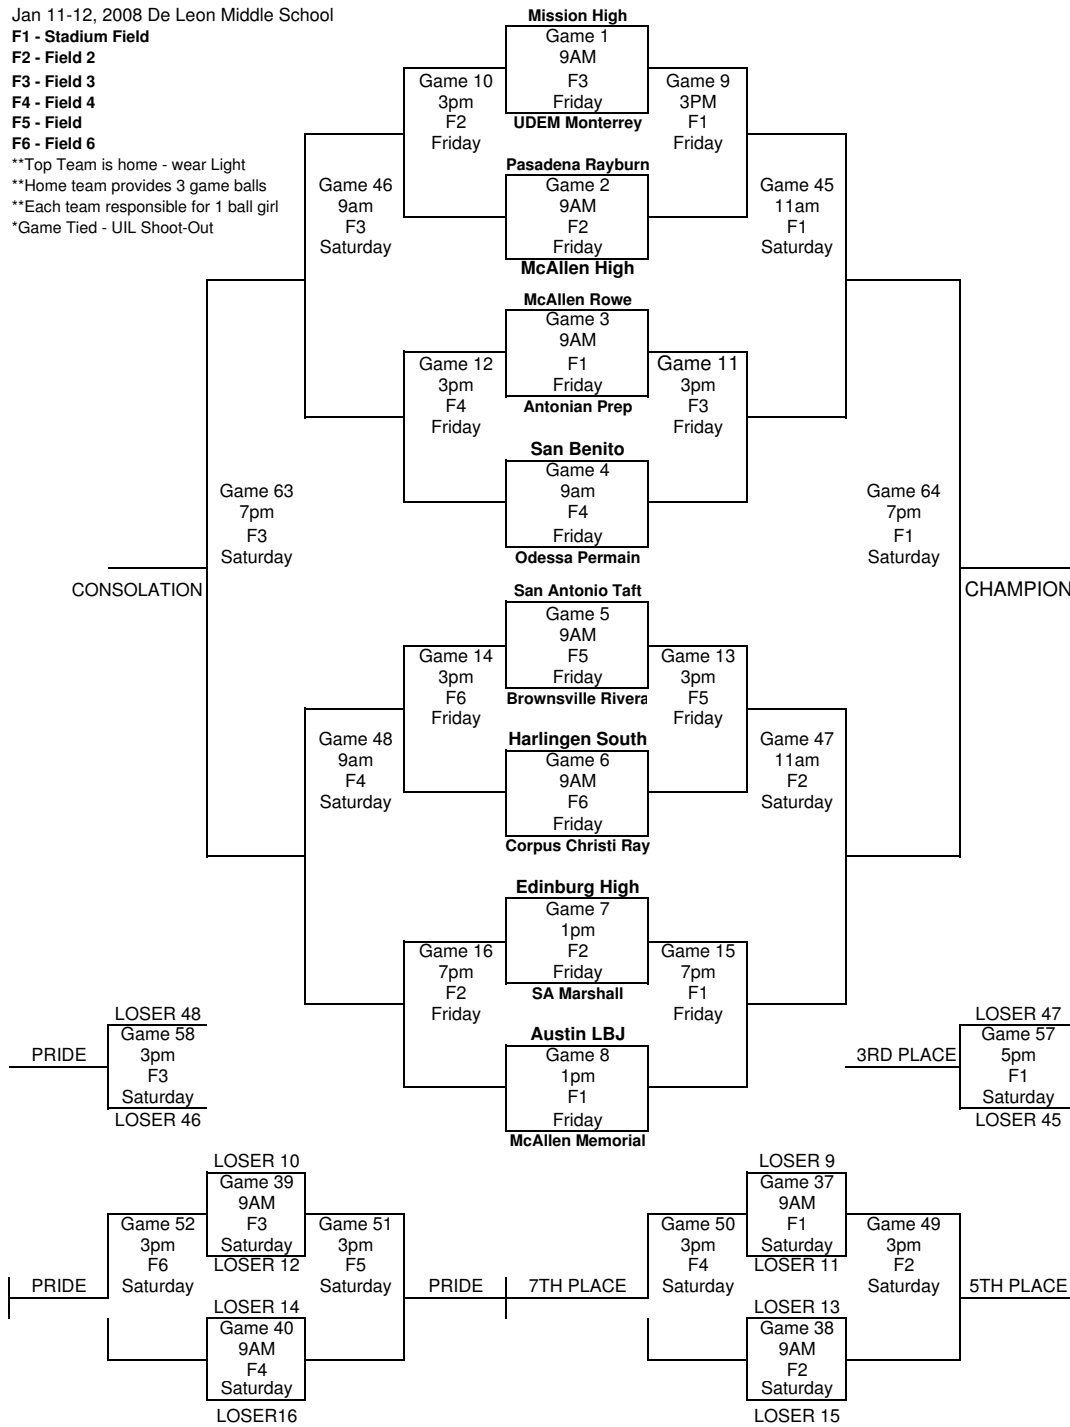 Jan 11-12, 2008 De Leon Middle School
F1 - Stadium Field
F2 - Field 2
F3 - Field 3
F4 - Field 4
F5 - Field
F6 - Field 6
**Top Team is home - wear Light
**Home team provides 3 game balls
**Each team responsible for 1 ball girl
*Game Tied - UIL Shoot-Out
Mission High
Game 1
9AM
F3
Friday
UDEM Monterrey
Game 10
3pm
F2
Friday
Game 9
3PM
F1
Friday
Pasadena Rayburn
Game 2
9AM
F2
Friday
McAllen High
Game 46
9am
F3
Saturday
Game 45
11am
F1
Saturday
McAllen Rowe
Game 3
9AM
F1
Friday
Antonian Prep
Game 12
3pm
F4
Friday
Game 11
3pm
F3
Friday
San Benito
Game 4
9am
F4
Friday
Odessa Permain
Game 63
7pm
F3
Saturday
CONSOLATION
Game 64
7pm
F1
Saturday
CHAMPION
San Antonio Taft
Game 5
9AM
F5
Friday
Brownsville Rivera
Game 14
3pm
F6
Friday
Game 13
3pm
F5
Friday
Harlingen South
Game 6
9AM
F6
Friday
Corpus Christi Ray
Game 48
9am
F4
Saturday
Game 47
11am
F2
Saturday
Edinburg High
Game 7
1pm
F2
Friday
SA Marshall
Game 16
7pm
F2
Friday
Game 15
7pm
F1
Friday
Austin LBJ
Game 8
1pm
F1
Friday
McAllen Memorial
LOSER 48
Game 58
3pm
F3
Saturday
LOSER 46
PRIDE
LOSER 47
Game 57
5pm
F1
Saturday
LOSER 45
3RD PLACE
LOSER 10
Game 39
9AM
F3
Saturday
LOSER 12
Game 52
3pm
F6
Saturday
PRIDE
Game 51
3pm
F5
Saturday
PRIDE
LOSER 14
Game 40
9AM
F4
Saturday
LOSER16
LOSER 9
Game 37
9AM
F1
Saturday
LOSER 11
Game 50
3pm
F4
Saturday
7TH PLACE
Game 49
3pm
F2
Saturday
5TH PLACE
LOSER 13
Game 38
9AM
F2
Saturday
LOSER 15